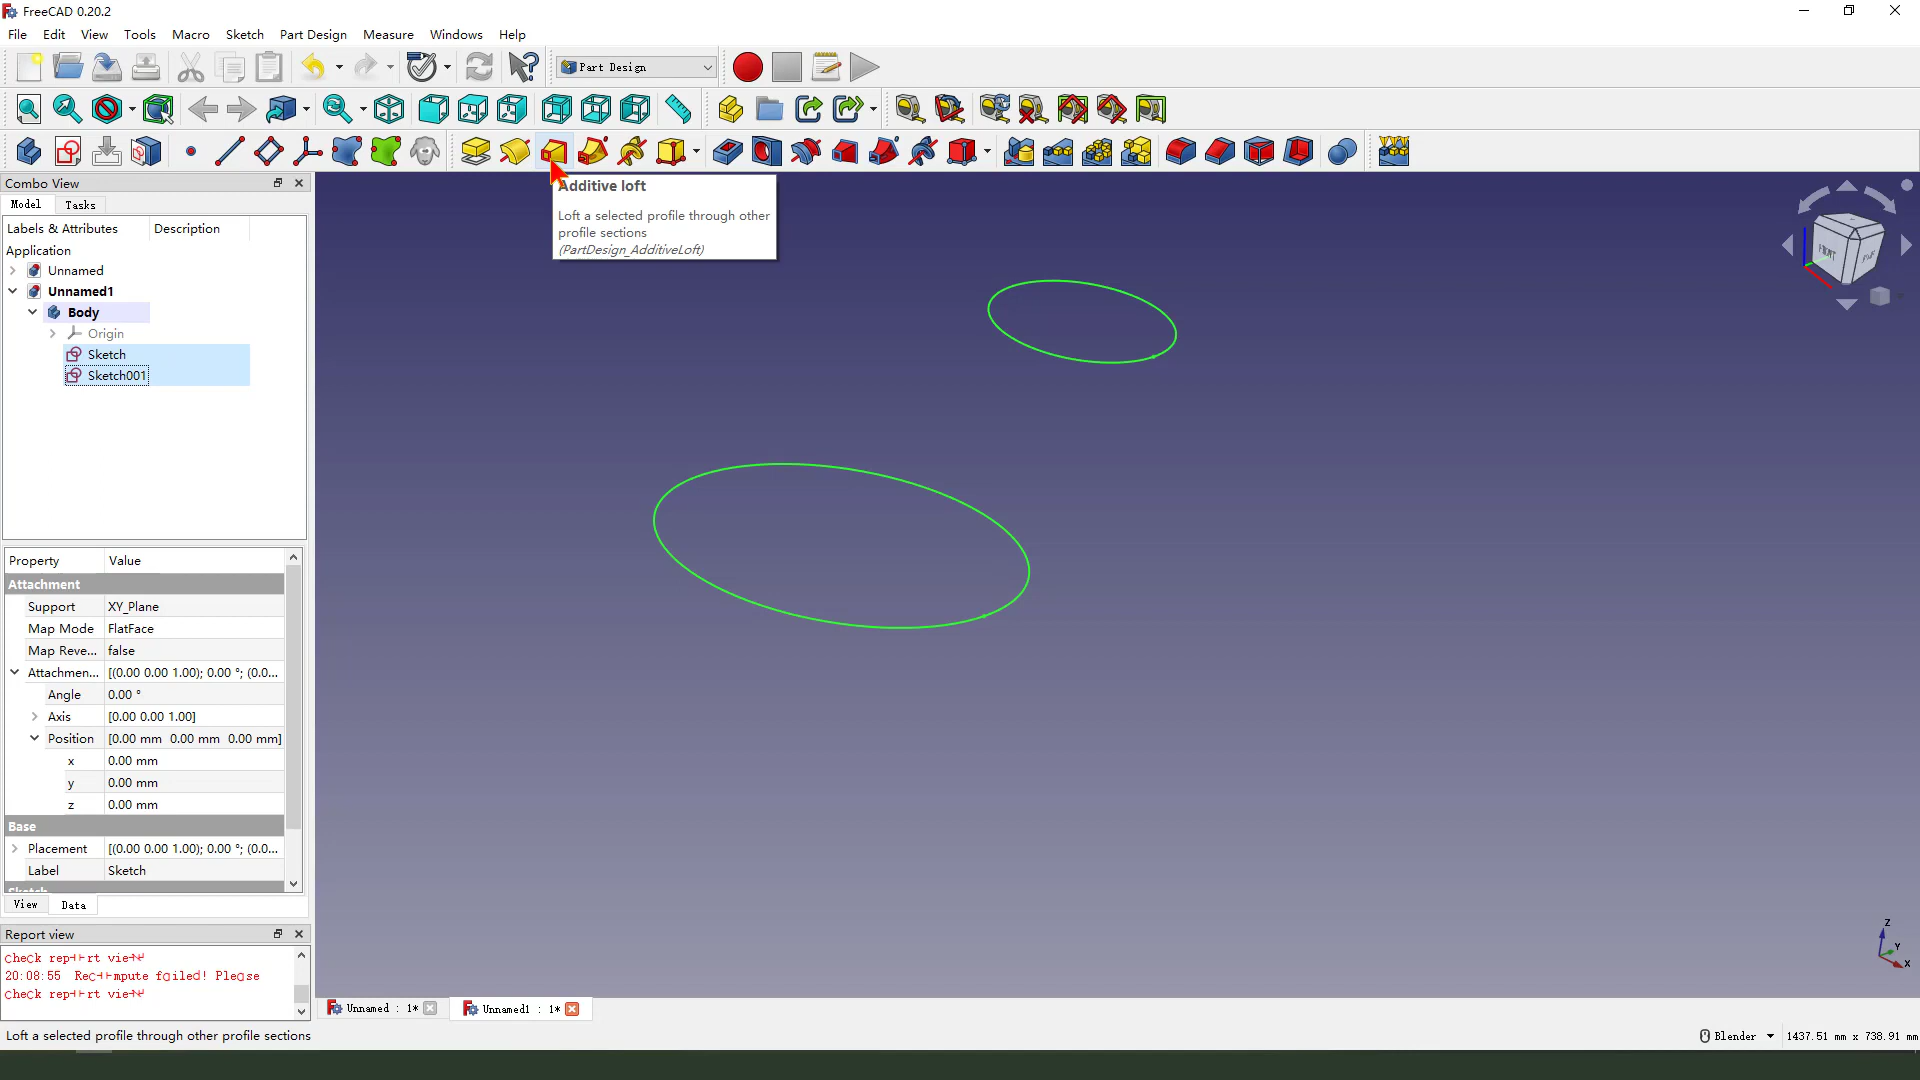 FreeCAD 0.20.2
File Edit View Tools Macro Sketch Part Design Measure Windows Help
Part Design
Combo View
Model Tasks
Labels & Attributes Description
Application
Unnamed
Unnamed1
Body
Origin
Sketch
Sketch001
Additive loft
Loft a selected profile through other
profile sections
(PartDesign_AdditiveLoft)
FRONT
Property Value
Attachment
Support XY_Plane
Map Mode FlatFace
Map Reve... false
Attachmen... [(0.00 0.00 1.00); 0.00 °; (0.0...
Angle 0.00 °
Axis [0.00 0.00 1.00]
Position [0.00 mm 0.00 mm 0.00 mm]
x 0.00 mm
y 0.00 mm
z 0.00 mm
Base
Placement [(0.00 0.00 1.00); 0.00 °; (0.0...
Label Sketch
Sketch
View Data
Report view
20:08:55
Z
Y
X
Unnamed : 1*
Unnamed1 : 1*
Loft a selected profile through other profile sections
Blender
1437.51 mm x 738.91 mm